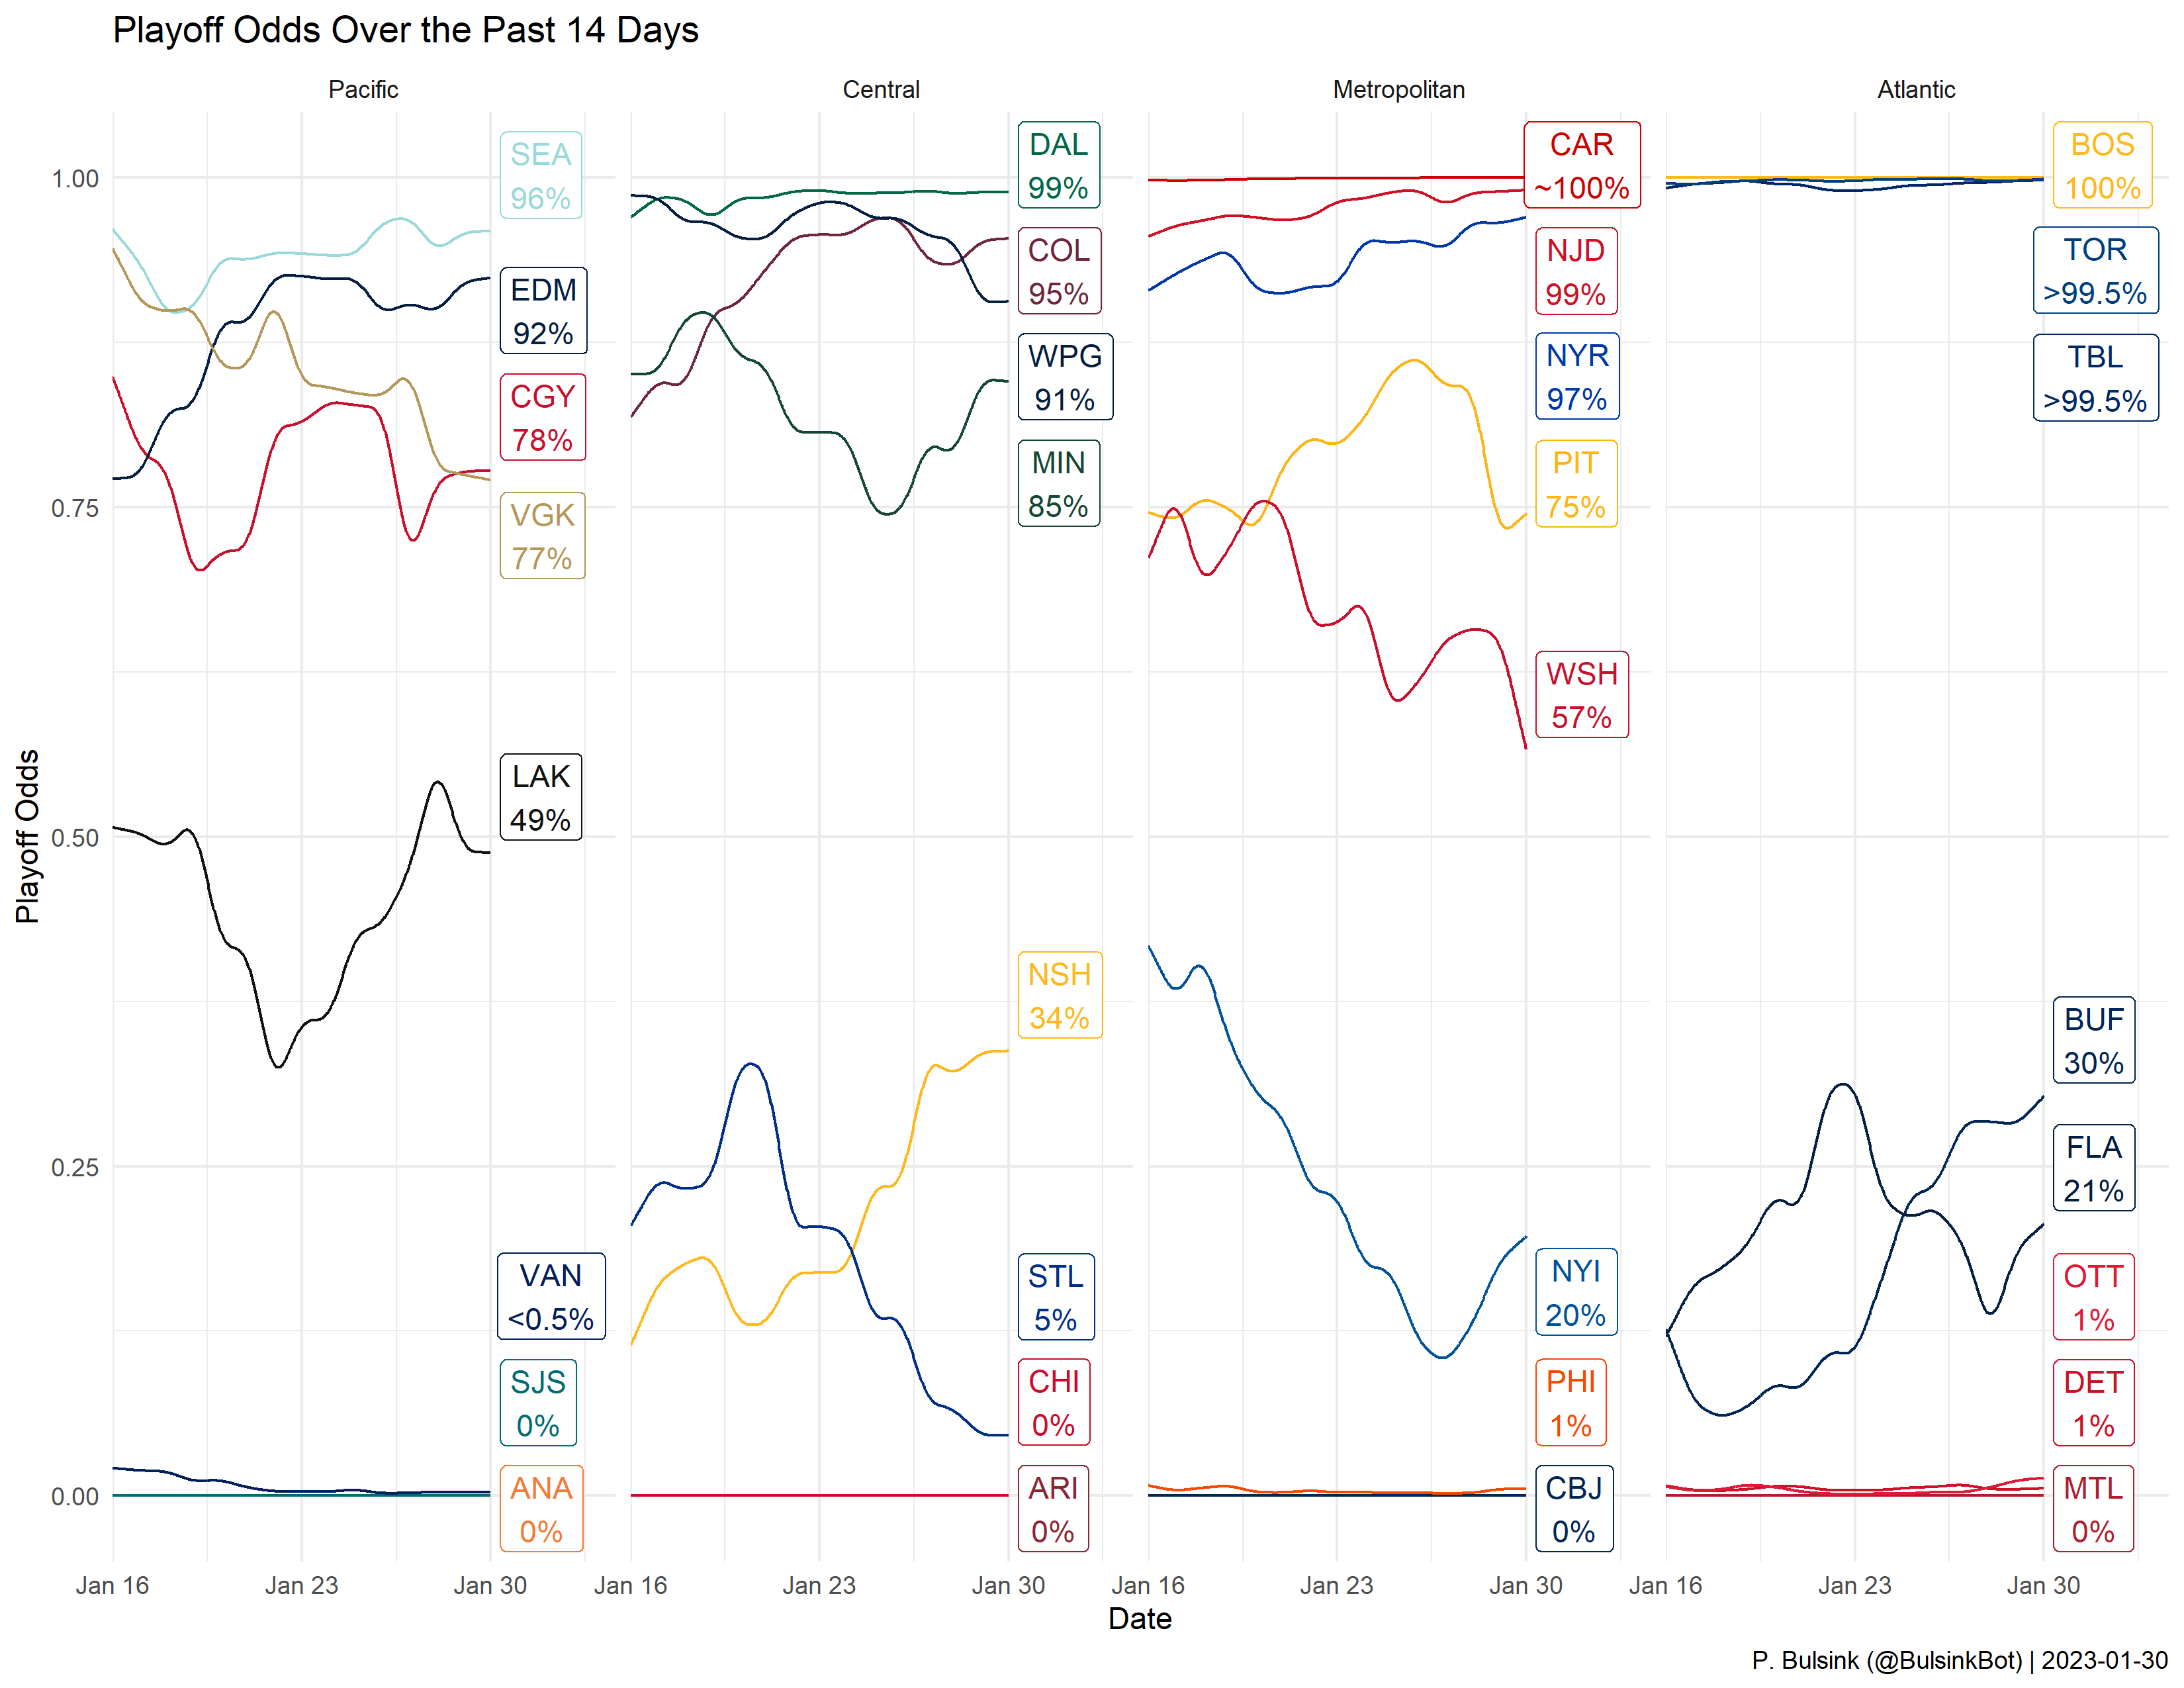 Playoff Odds Over the Past 14 Days
Pacific
Central
Metropolitan
Atlantic
Playoff Odds
1.00
0.75
0.50
0.25
0.00
SEA
96%
EDM
92%
CGY
78%
VGK
77%
LAK
49%
VAN
<0.5%
SJS
0%
ANA
0%
DAL
99%
COL
95%
WPG
91%
MIN
85%
NSH
34%
STL
5%
CHI
0%
ARI
0%
CAR
~100%
NJD
99%
NYR
97%
PIT
75%
WSH
57%
NYI
20%
PHI
1%
CBJ
0%
BOS
100%
TOR
>99.5%
TBL
>99.5%
BUF
30%
FLA
21%
OTT
1%
DET
1%
MTL
0%
Jan 16
Jan 23
Jan 30
Jan 16
Jan 23
Jan 30
Jan 16
Jan 23
Jan 30
Jan 16
Jan 23
Jan 30
Date
P. Bulsink (@BulsinkBot) | 2023-01-30